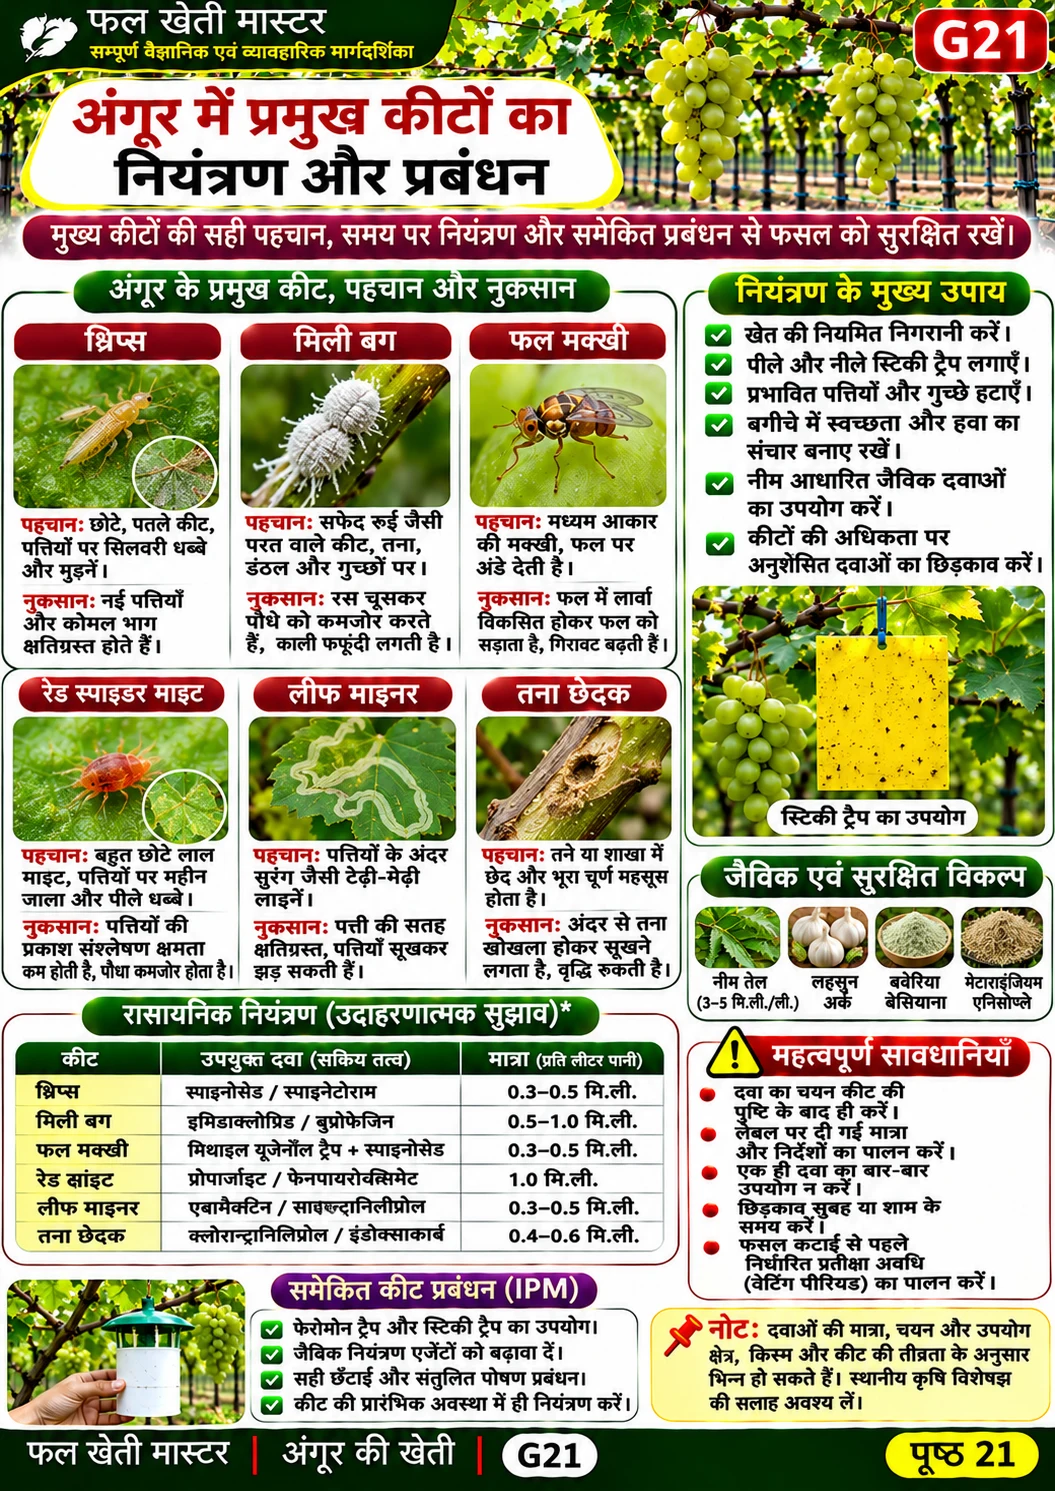 फल खेती मास्टर
सम्पूर्ण वैज्ञानिक एवं व्यावहारिक मार्गदर्शिका
G21
अंगूर में प्रमुख कीटों का
नियंत्रण और प्रबंधन
मुख्य कीटों की सही पहचान, समय पर नियंत्रण और समेकित प्रबंधन से फसल को सुरक्षित रखें।
अंगूर के प्रमुख कीट, पहचान और नुकसान
थ्रिप्स
पहचान: छोटे, पतले कीट,
पत्तियों पर सिलवरी धब्बे
और मुड़नें।
नुकसान: नई पत्तियाँ
और कोमल भाग
क्षतिग्रस्त होते हैं।
मिली बग
पहचान: सफेद रुई जैसी
परत वाले कीट, तना,
डंठल और गुच्छों पर।
नुकसान: रस चूसकर
पौधे को कमजोर करते
हैं, काली फफूंदी लगती है।
फल मक्खी
पहचान: मध्यम आकार
की मक्खी, फल पर
अंडे देती है।
नुकसान: फल में लार्वा
विकसित होकर फल को
सड़ाता है, गिरावट बढ़ती हैं।
रेड स्पाइडर माइट
पहचान: बहुत छोटे लाल
माइट, पत्तियों पर महीन
जाला और पीले धब्बे।
नुकसान: पत्तियों की
प्रकाश संश्लेषण क्षमता
कम होती है, पौधा कमजोर होता है।
लीफ माइनर
पहचान: पत्तियों के अंदर
सुरंग जैसी टेढ़ी-मेढ़ी
लाइनें।
नुकसान: पत्ती की सतह
क्षतिग्रस्त, पत्तियाँ सूखकर
झड़ सकती हैं।
तना छेदक
पहचान: तने या शाखा में
छेद और भूरा चूर्ण महसूस
होता है।
नुकसान: अंदर से तना
खोखला होकर सूखने
लगता है, वृद्धि रुकती है।
नियंत्रण के मुख्य उपाय
खेत की नियमित निगरानी करें।
पीले और नीले स्टिकी ट्रैप लगाएँ।
प्रभावित पत्तियों और गुच्छे हटाएँ।
बगीचे में स्वच्छता और हवा का
संचार बनाए रखें।
नीम आधारित जैविक दवाओं
का उपयोग करें।
कीटों की अधिकता पर
अनुशंसित दवाओं का छिड़काव करें।
स्टिकी ट्रैप का उपयोग
जैविक एवं सुरक्षित विकल्प
नीम तेल
(3–5 मि.ली./ली.)
लहसुन
अर्क
बवेरिया
बेसियाना
मेटाराइंजियम
एनिसोप्ले
रासायनिक नियंत्रण (उदाहरणात्मक सुझाव)*
कीट उपयुक्त दवा (सकिय तत्व) मात्रा (प्रति लीटर पानी)
थ्रिप्स स्पाइनोसेड / स्पाइनेटोराम 0.3–0.5 मि.ली.
मिली बग इमिडाक्लोप्रिड / बुप्रोफेजिन 0.5–1.0 मि.ली.
फल मक्खी मिथाइल यूजेनॉल ट्रैप + स्पाइनोसेड 0.3–0.5 मि.ली.
रेड प्रोपार्जाइट / 1.0 मि.ली.
लीफ माइनर एबामैक्टिन / 0.3–0.5 मि.ली.
तना छेदक क्लोरान्ट्रानिलिप्रोल / इंडोक्साकार्ब 0.4–0.6 मि.ली.
महत्वपूर्ण सावधानियाँ
दवा का चयन कीट की
पुष्टि के बाद ही करें।
लेबल पर दी गई मात्रा
और निर्देशों का पालन करें।
एक ही दवा का बार-बार
उपयोग न करें।
छिड़काव सुबह या शाम के
समय करें।
फसल कटाई से पहले
निर्धारित प्रतीक्षा अवधि
(वेटिंग पीरियड) का पालन करें।
समेकित कीट प्रबंधन (IPM)
फेरोमोन ट्रैप और स्टिकी ट्रैप का उपयोग।
जैविक नियंत्रण एजेंटों को बढ़ावा दें।
सही छँटाई और संतुलित पोषण प्रबंधन।
कीट की प्रारंभिक अवस्था में ही नियंत्रण करें।
नोट: दवाओं की मात्रा, चयन और उपयोग
क्षेत्र, किस्म और कीट की तीव्रता के अनुसार
भिन्न हो सकते हैं। स्थानीय कृषि विशेषज्ञ
की सलाह अवश्य लें।
फल खेती मास्टर | अंगूर की खेती | G21
पृष्ठ 21